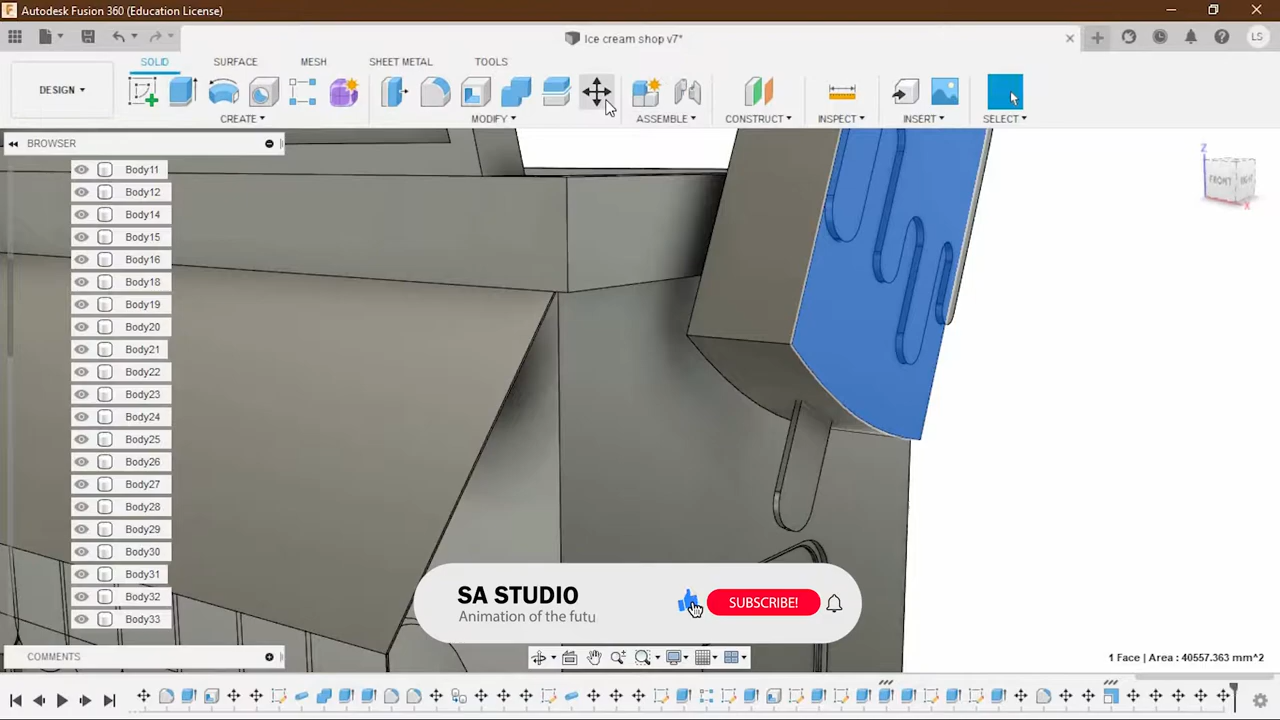 Autodesk Fusion 360 (Education License)
Ice cream shop v7*
LS
SOLID SURFACE MESH SHEET METAL TOOLS
DESIGN
CREATE MODIFY ASSEMBLE CONSTRUCT INSPECT INSERT SELECT
BROWSER
Body11
Body12
Body14
Body15
Body16
Body18
Body19
Body20
Body21
Body22
Body23
Body24
Body25
Body26
Body27
Body28
Body29
Body30
Body31
Body32
Body33
Z
FRONT RIGHT
X
SA STUDIO
Animation of the futu
SUBSCRIBE!
COMMENTS
1 Face | Area : 40557.363 mm^2